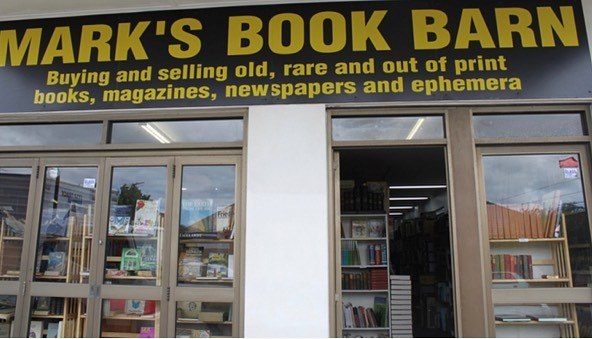 MARK'S BOOK BARN
Buying and selling old, rare and out of print
books, magazines, newspapers and ephemera